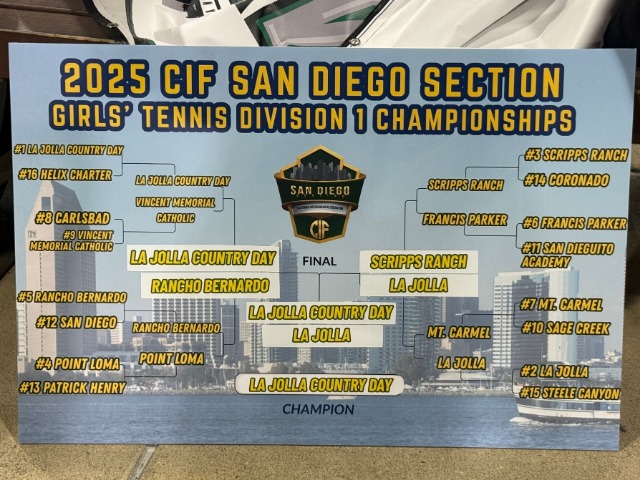 2025 CIF SAN DIEGO SECTION
GIRLS' TENNIS DIVISION 1 CHAMPIONSHIPS
#1 LA JOLLA COUNTRY DAY
#16 HELIX CHARTER
#8 CARLSBAD
#9 VINCENT
MEMORIAL CATHOLIC
#5 RANCHO BERNARDO
#12 SAN DIEGO
#4 POINT LOMA
#13 PATRICK HENRY
LA JOLLA COUNTRY DAY
VINCENT MEMORIAL
CATHOLIC
RANCHO BERNARDO
POINT LOMA
LA JOLLA COUNTRY DAY
RANCHO BERNARDO
SAN DIEGO
CIF
FINAL
LA JOLLA COUNTRY DAY
LA JOLLA
LA JOLLA COUNTRY DAY
CHAMPION
SCRIPPS RANCH
LA JOLLA
SCRIPPS RANCH
FRANCIS PARKER
MT. CARMEL
LA JOLLA
#3 SCRIPPS RANCH
#14 CORONADO
#6 FRANCIS PARKER
#11 SAN DIEGUITO
ACADEMY
#7 MT. CARMEL
#10 SAGE CREEK
#2 LA JOLLA
#15 STEELE CANYON